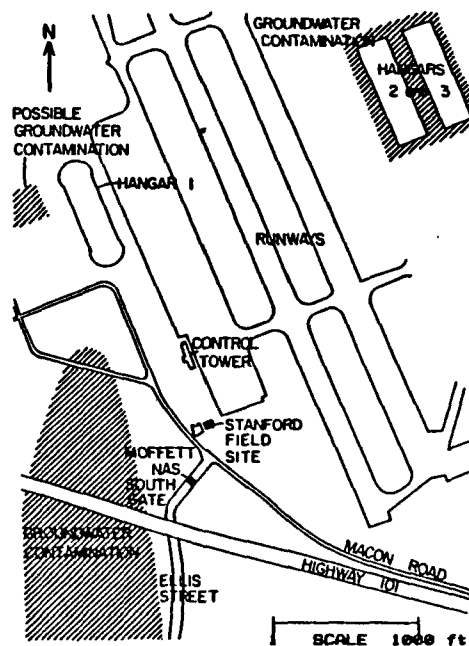 N
GROUNDWATER
CONTAMINATION
HANGARS
2 3
POSSIBLE
GROUNDWATER
CONTAMINATION
HANGAR 1
RUNWAYS
CONTROL
TOWER
STANFORD
FIELD
SITE
MOFFETT
NAS
SOUTH
GATE
GROUNDWATER
CONTAMINATION
ELLIS
STREET
MACON ROAD
HIGHWAY 101
SCALE 1000 ft